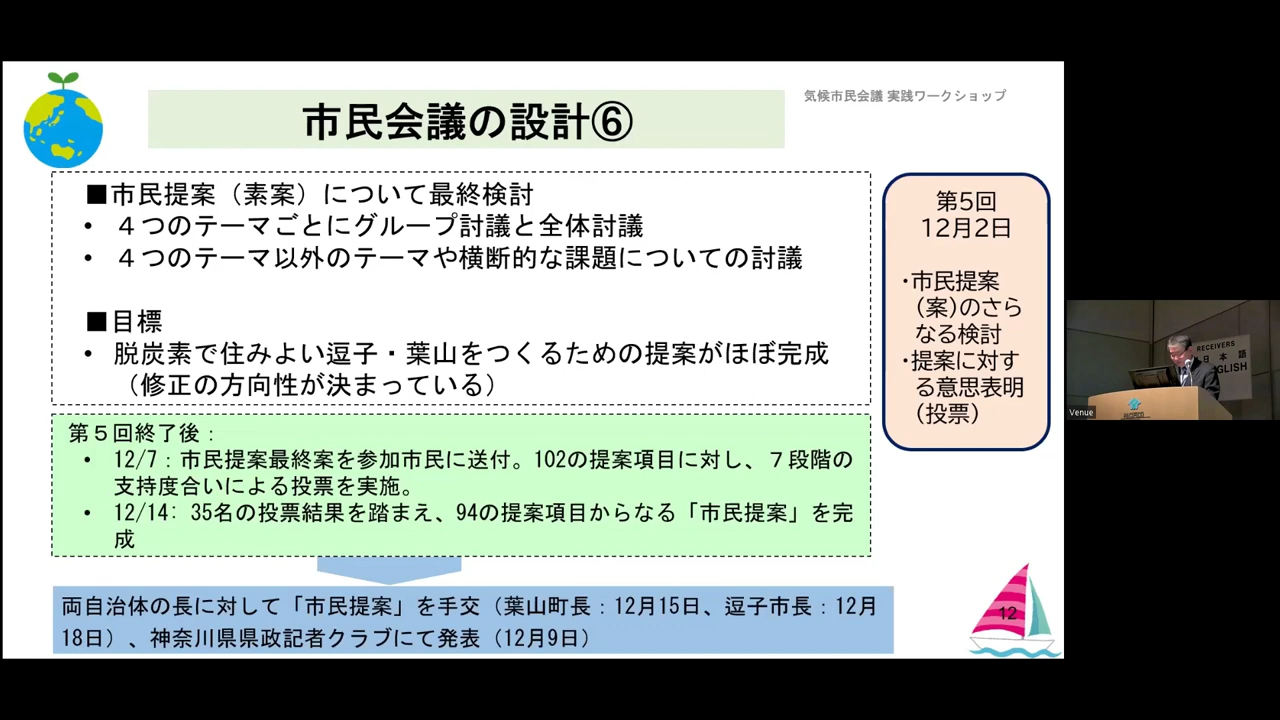 気候市民会議 実践ワークショップ
市民会議の設計⑥
■市民提案（素案）について最終検討
• ４つのテーマごとにグループ討議と全体討議
• ４つのテーマ以外のテーマや横断的な課題についての討議
■目標
• 脱炭素で住みよい逗子・葉山をつくるための提案がほぼ完成
（修正の方向性が決まっている）
第5回
12月2日
・市民提案
（案）のさら
なる検討
・提案に対す
る意思表明
（投票）
第５回終了後：
• 12/7：市民提案最終案を参加市民に送付。102の提案項目に対し、７段階の
支持度合いによる投票を実施。
• 12/14: 35名の投票結果を踏まえ、94の提案項目からなる「市民提案」を完
成
両自治体の長に対して「市民提案」を手交（葉山町長：12月15日、逗子市長：12月
18日）、神奈川県県政記者クラブにて発表（12月9日）
12
RECEIVERS
日本語
GLISH
Venue